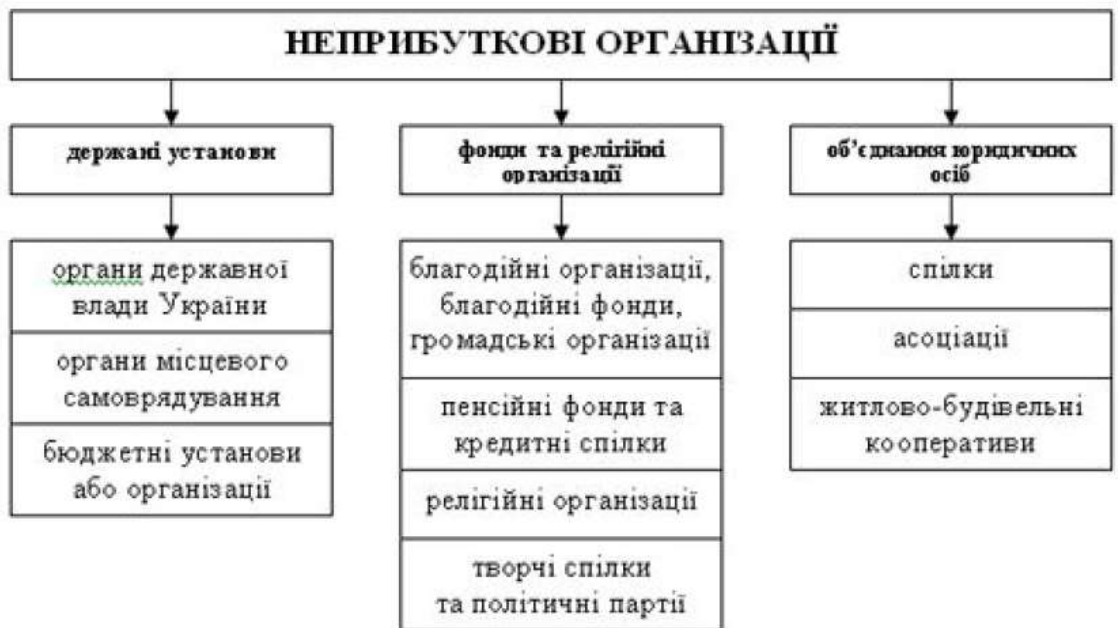 НЕПРИБУТКОВІ ОРГАНІЗАЦІЇ
держані установи
органи державної
влади України
органи місцевого
самоврядування
бюджетні установи
або організації
фонди та релігійні
організації
благодійні організації,
благодійні фонди,
громадські організації
пенсійні фонди та
кредитні спілки
релігійні організації
творчі спілки
та політичні партії
об’єднання юридичних
осіб
спілки
асоціації
житлово-будівельні
кооперативи